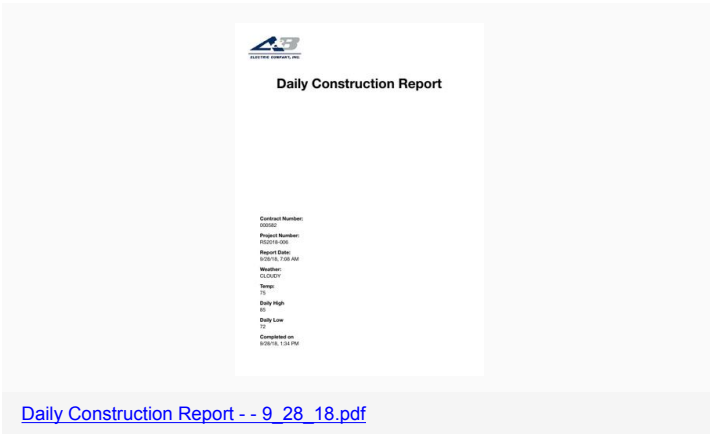 A&B
ELECTRIC COMPANY, INC.
Daily Construction Report
Contract Number:
000582
Project Number:
RS2018-006
Report Date:
9/28/18, 7:08 AM
Weather:
CLOUDY
Temp:
75
Daily High
85
Daily Low
72
Completed on
9/28/18, 1:34 PM
Daily Construction Report - - 9_28_18.pdf